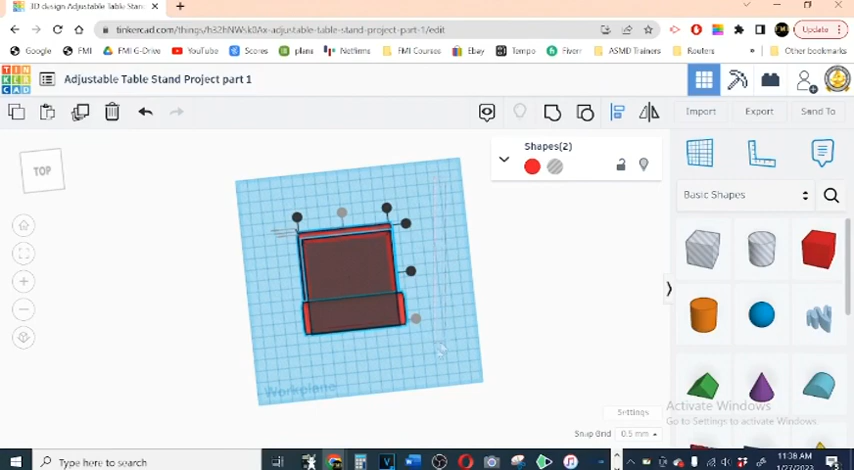 3D design Adjustable Table Stand
tinkercad.com/things/h32hNWsk0Ax-adjustable-table-stand-project-part-1/edit
Update
Google FMI FMI G-Drive YouTube Scores plans Netfirms FMI Courses Ebay Tempo Fiverr ASMD Trainers Routers Other bookmarks
TIN
KER
CAD
Adjustable Table Stand Project part 1
Import Export Send To
TOP
Shapes(2)
Basic Shapes
Workplane
Settings
Snap Grid 0.5 mm
Activate Windows
Go to Settings to activate Windows.
Type here to search
11:38 AM
1/27/2023